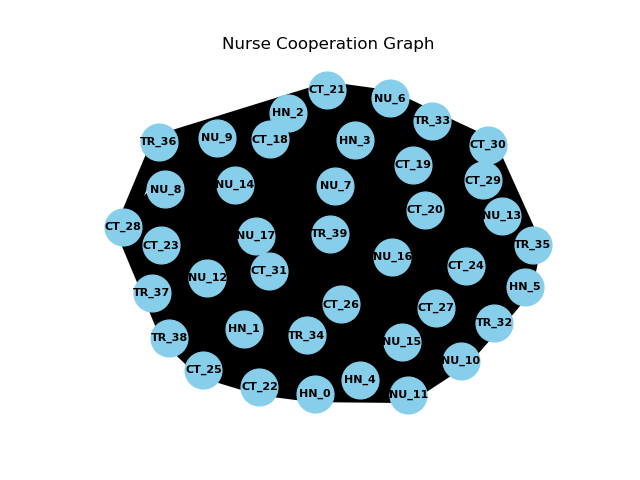 Nurse Cooperation Graph
CT_21
NU_6
HN_2
TR_33
NU_9
CT_18
HN_3
TR_36
CT_30
CT_19
CT_29
NU_14
NU_7
NU_8
CT_20
NU_13
CT_28
NU_17
TR_39
CT_23
TR_35
NU_16
CT_24
CT_31
NU_12
HN_5
TR_37
CT_26
CT_27
TR_32
HN_1
TR_34
TR_38
NU_15
NU_10
CT_25
HN_4
CT_22
HN_0
NU_11